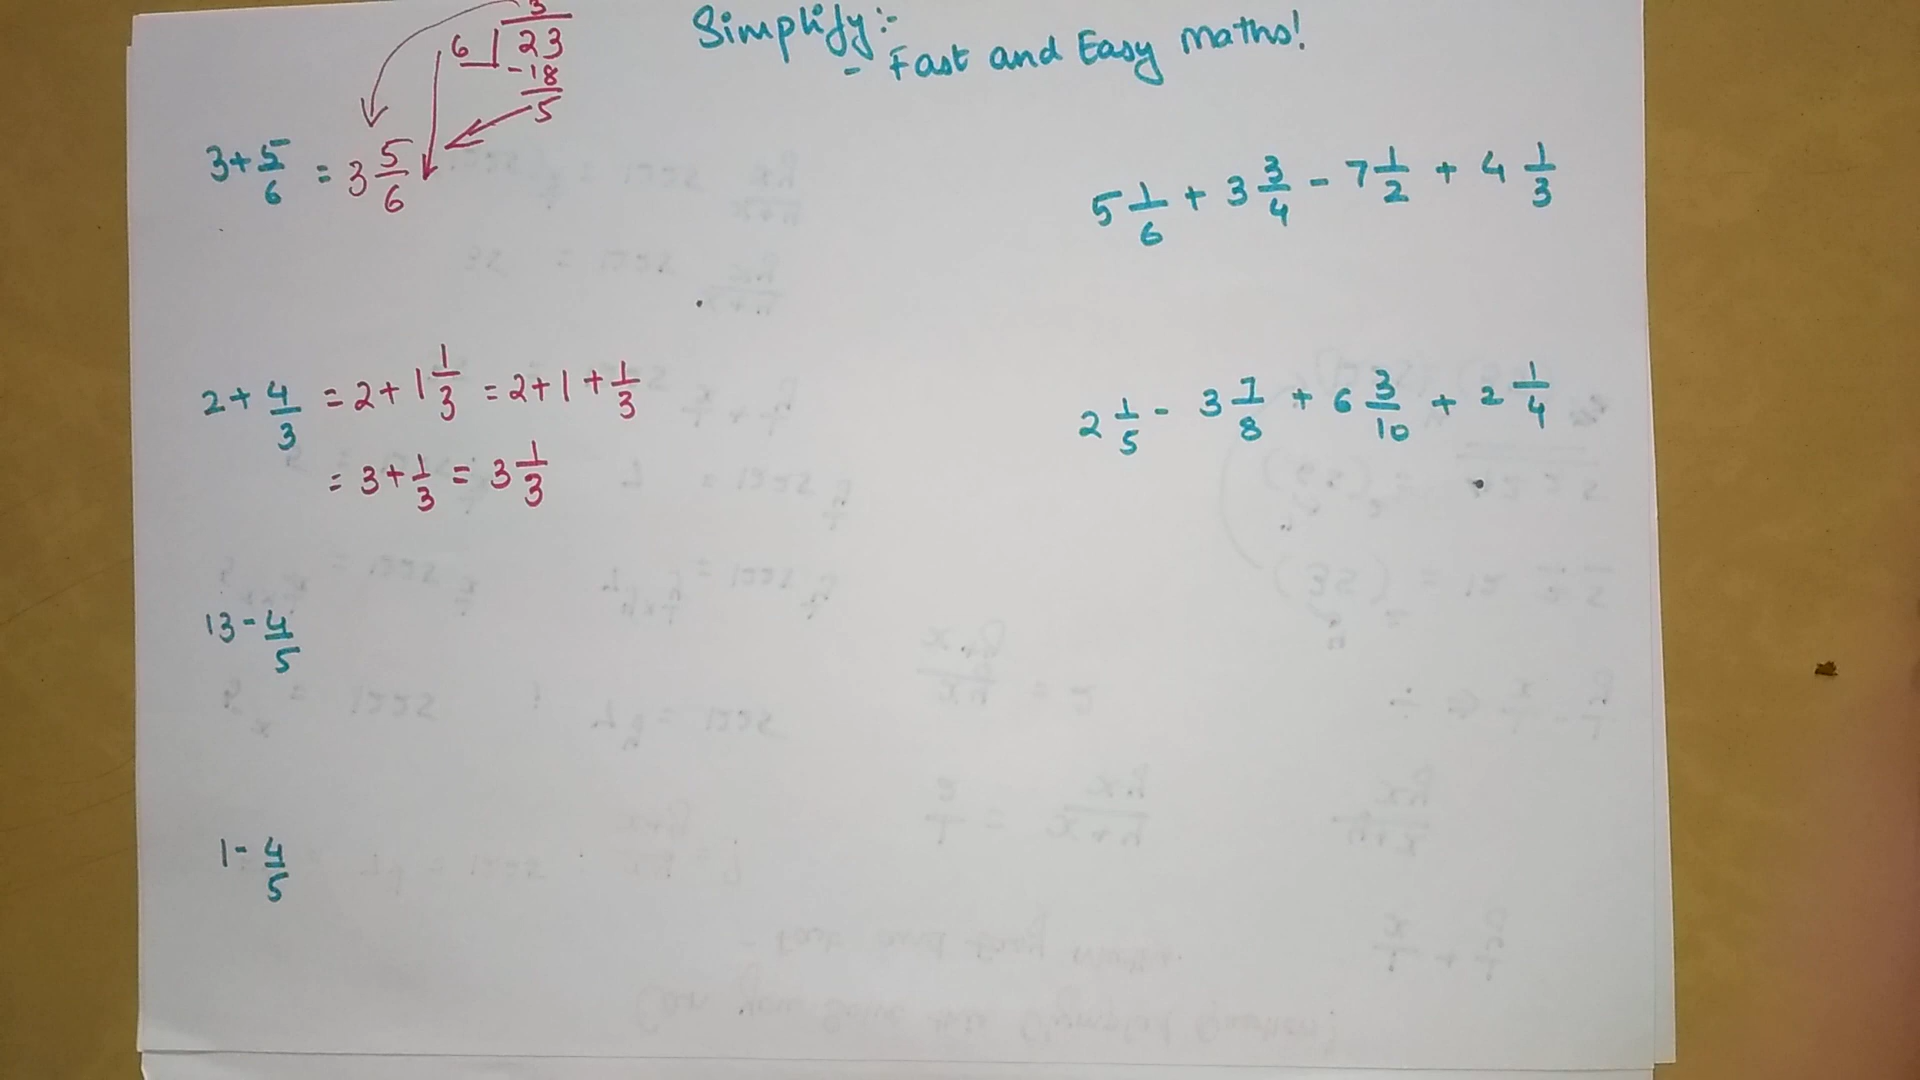 Simplify:-
- Fast and Easy Maths!
3
6 | 23
-18
5
3 + 5/6 = 3 5/6
2 + 4/3 = 2 + 1 1/3 = 2 + 1 + 1/3
= 3 + 1/3 = 3 1/3
13 - 4/5
1 - 4/5
5 1/6 + 3 3/4 - 7 1/2 + 4 1/3
2 1/5 - 3 7/8 + 6 3/10 + 2 1/4